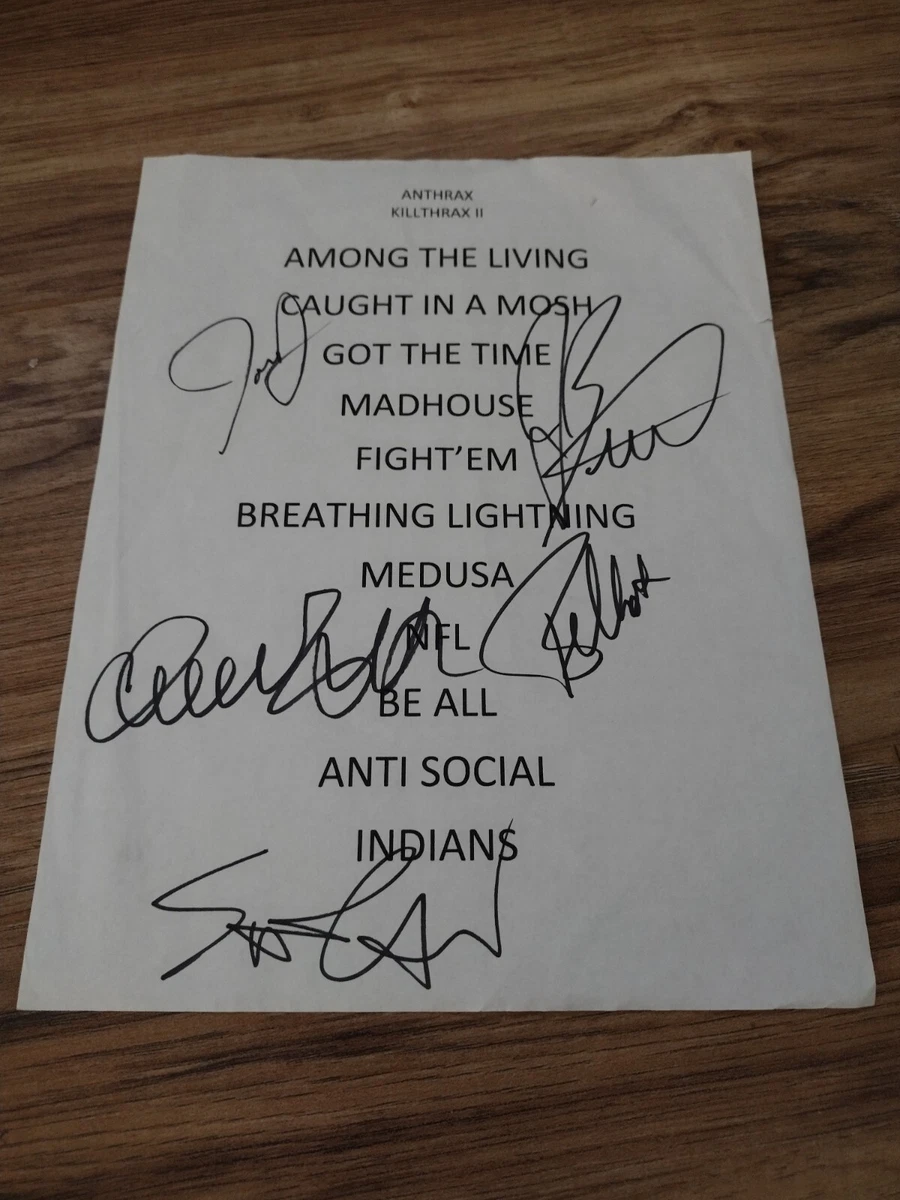 ANTHRAX
KILLTHRAX II
AMONG THE LIVING
CAUGHT IN A MOSH
GOT THE TIME
MADHOUSE
FIGHT'EM
BREATHING LIGHTNING
MEDUSA
NFL
BE ALL
ANTI SOCIAL
INDIANS